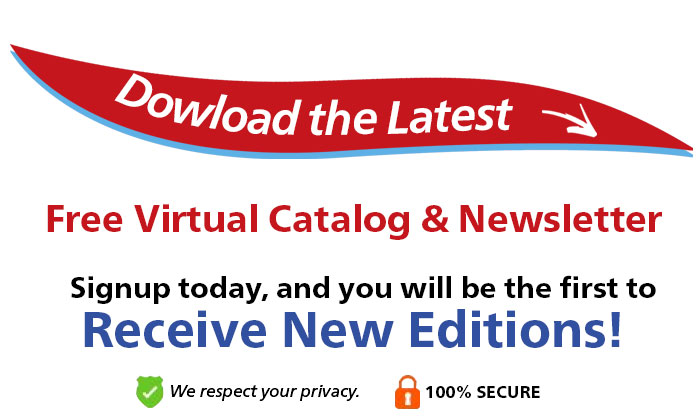 Dowload the Latest
Free Virtual Catalog & Newsletter
Signup today, and you will be the first to
Receive New Editions!
We respect your privacy. 100% SECURE